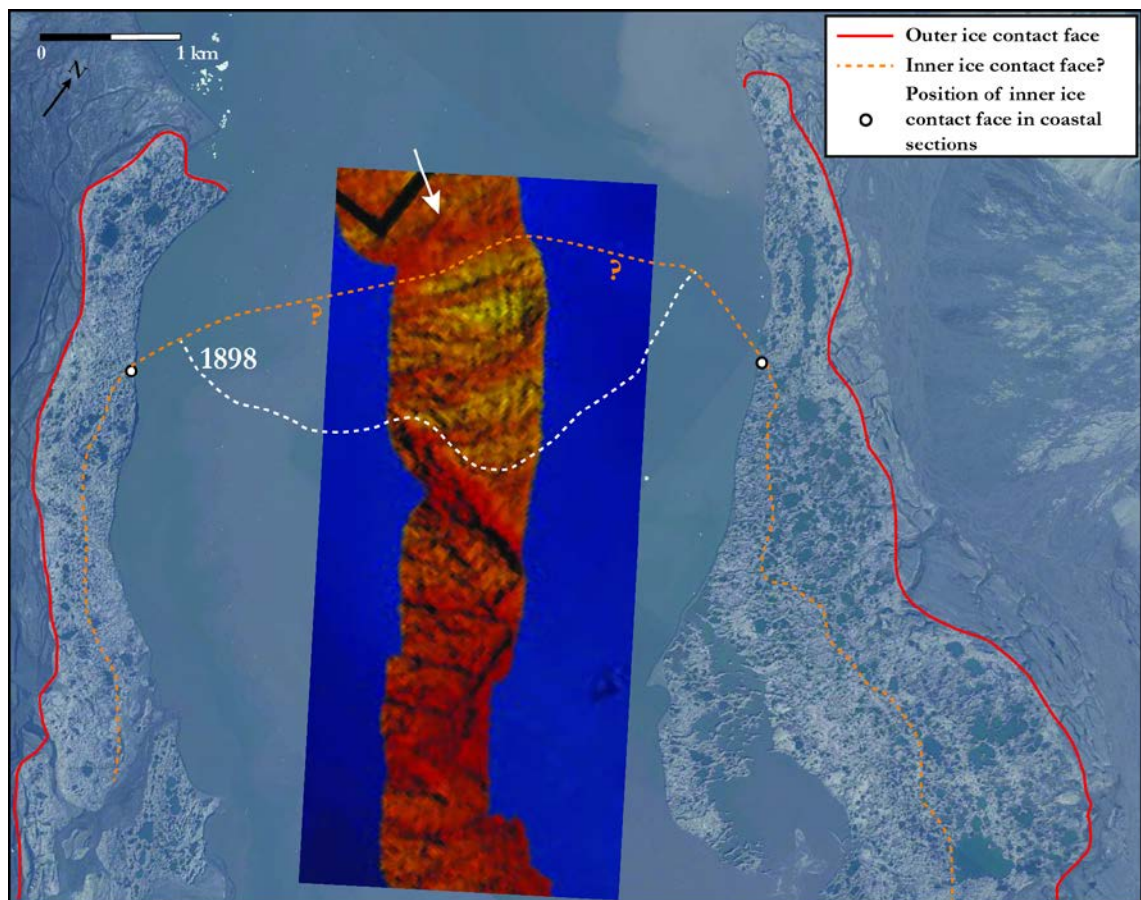 0 1 km
N
Outer ice contact face
Inner ice contact face?
Position of inner ice
contact face in coastal
sections
?
?
1898